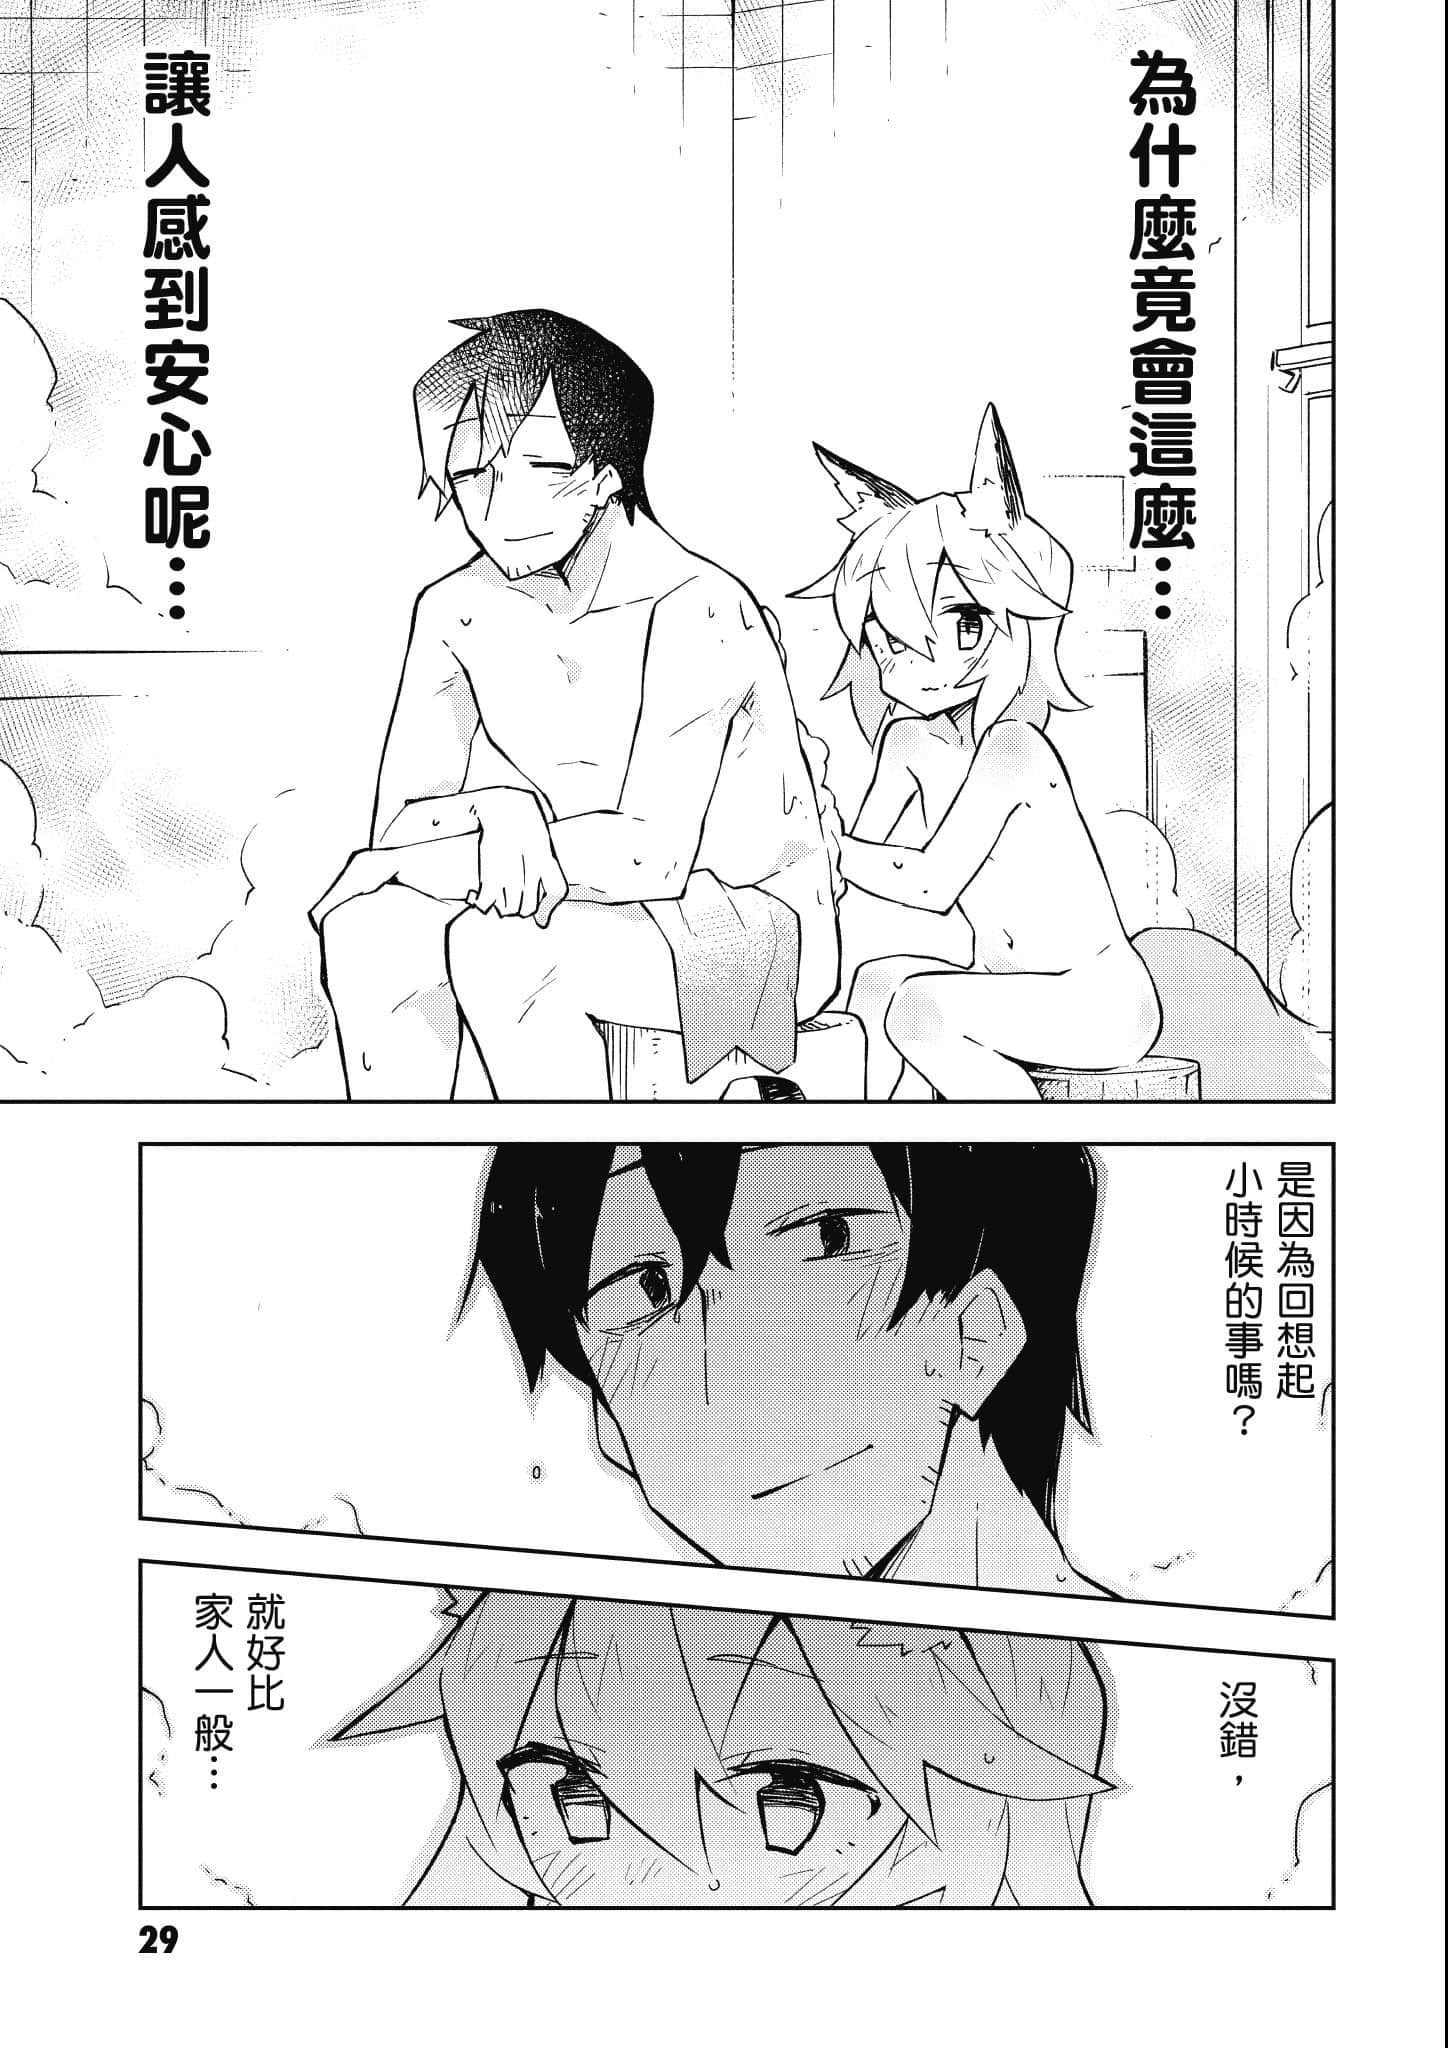 為什麼竟會這麼…
讓人感到安心呢…
是因為回想起
小時候的事嗎？
沒錯，
就好比
家人一般…
29